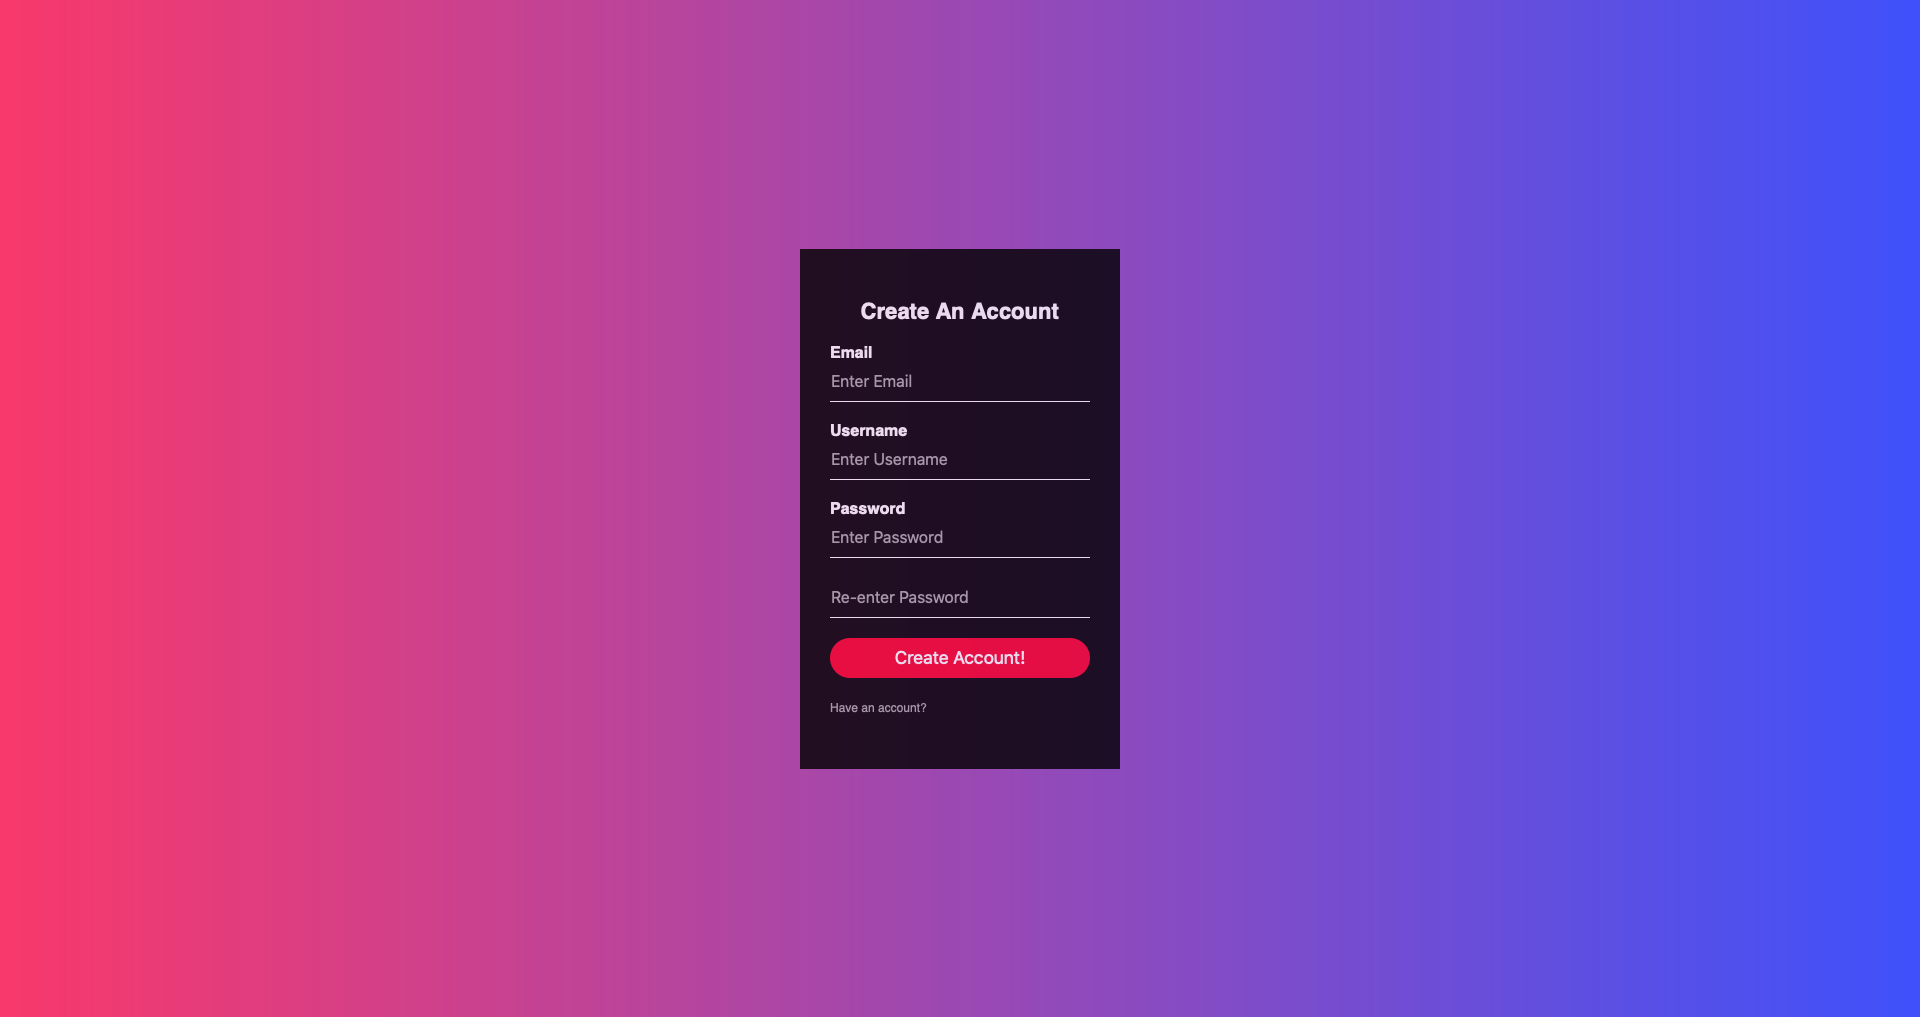 Create An Account
Email
Enter Email
Username
Enter Username
Password
Enter Password
Re-enter Password
Create Account!
Have an account?